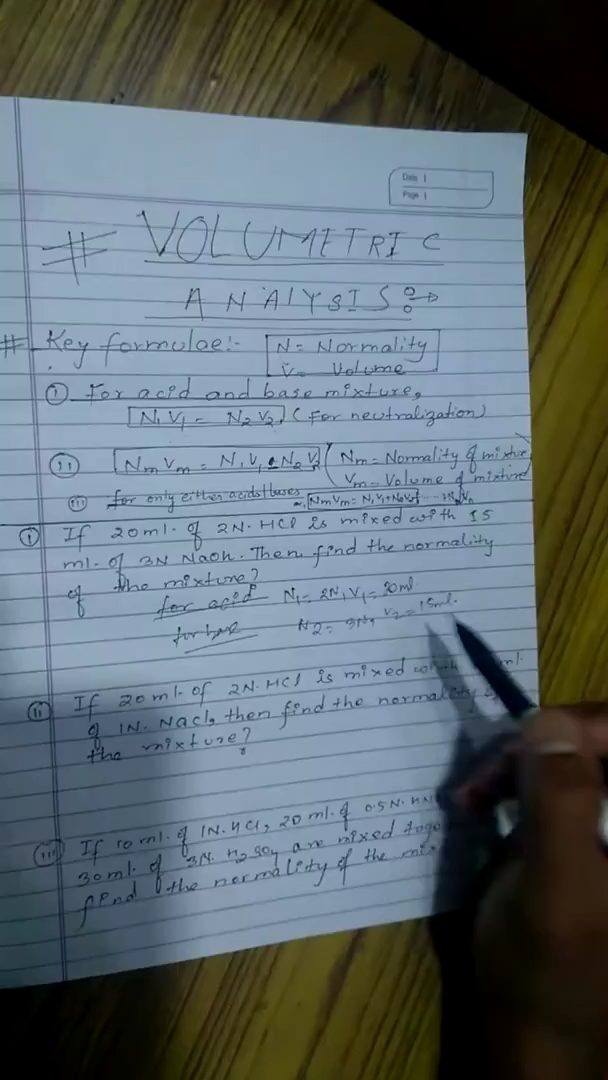 Date
Page
# VOLUMETRIC
ANALYSIS:→
# Key formulae:- N = Normality
V = Volume
(i) For acid and base mixture,
N1V1 = N2V2 (For neutralization)
(ii) NmVm = N1V1 ± N2V2 ( Nm = Normality of mixture
Vm = Volume of mixture
(iii) for only either acids/bases NmVm = N1V1+N2V2
(i) If 20ml. of 2N. HCl is mixed with 15
ml. of 3N NaOH. Then find the normality
of the mixture?
for acid N1 = 2N, V1 = 20ml
for base N2 = 3N, V2 = 15ml.
(ii) If 20ml. of 2N. HCl is mixed ml.
of 1N. NaCl, then find the normality
the mixture?
(iii) If 10ml. of 1N. HCl, 20ml. of 0.5N.
30ml. of 3N. H2SO4 are mixed
find the normality of the